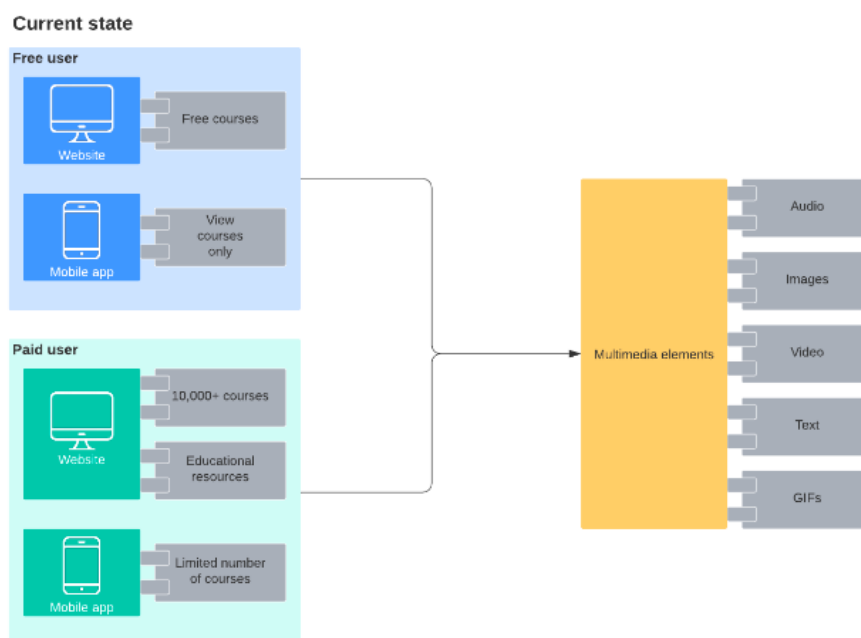 Current state
Free user
Website
Free courses
Mobile app
View
courses
only
Paid user
Website
10,000+ courses
Educational
resources
Mobile app
Limited number
of courses
Multimedia elements
Audio
Images
Video
Text
GIFs